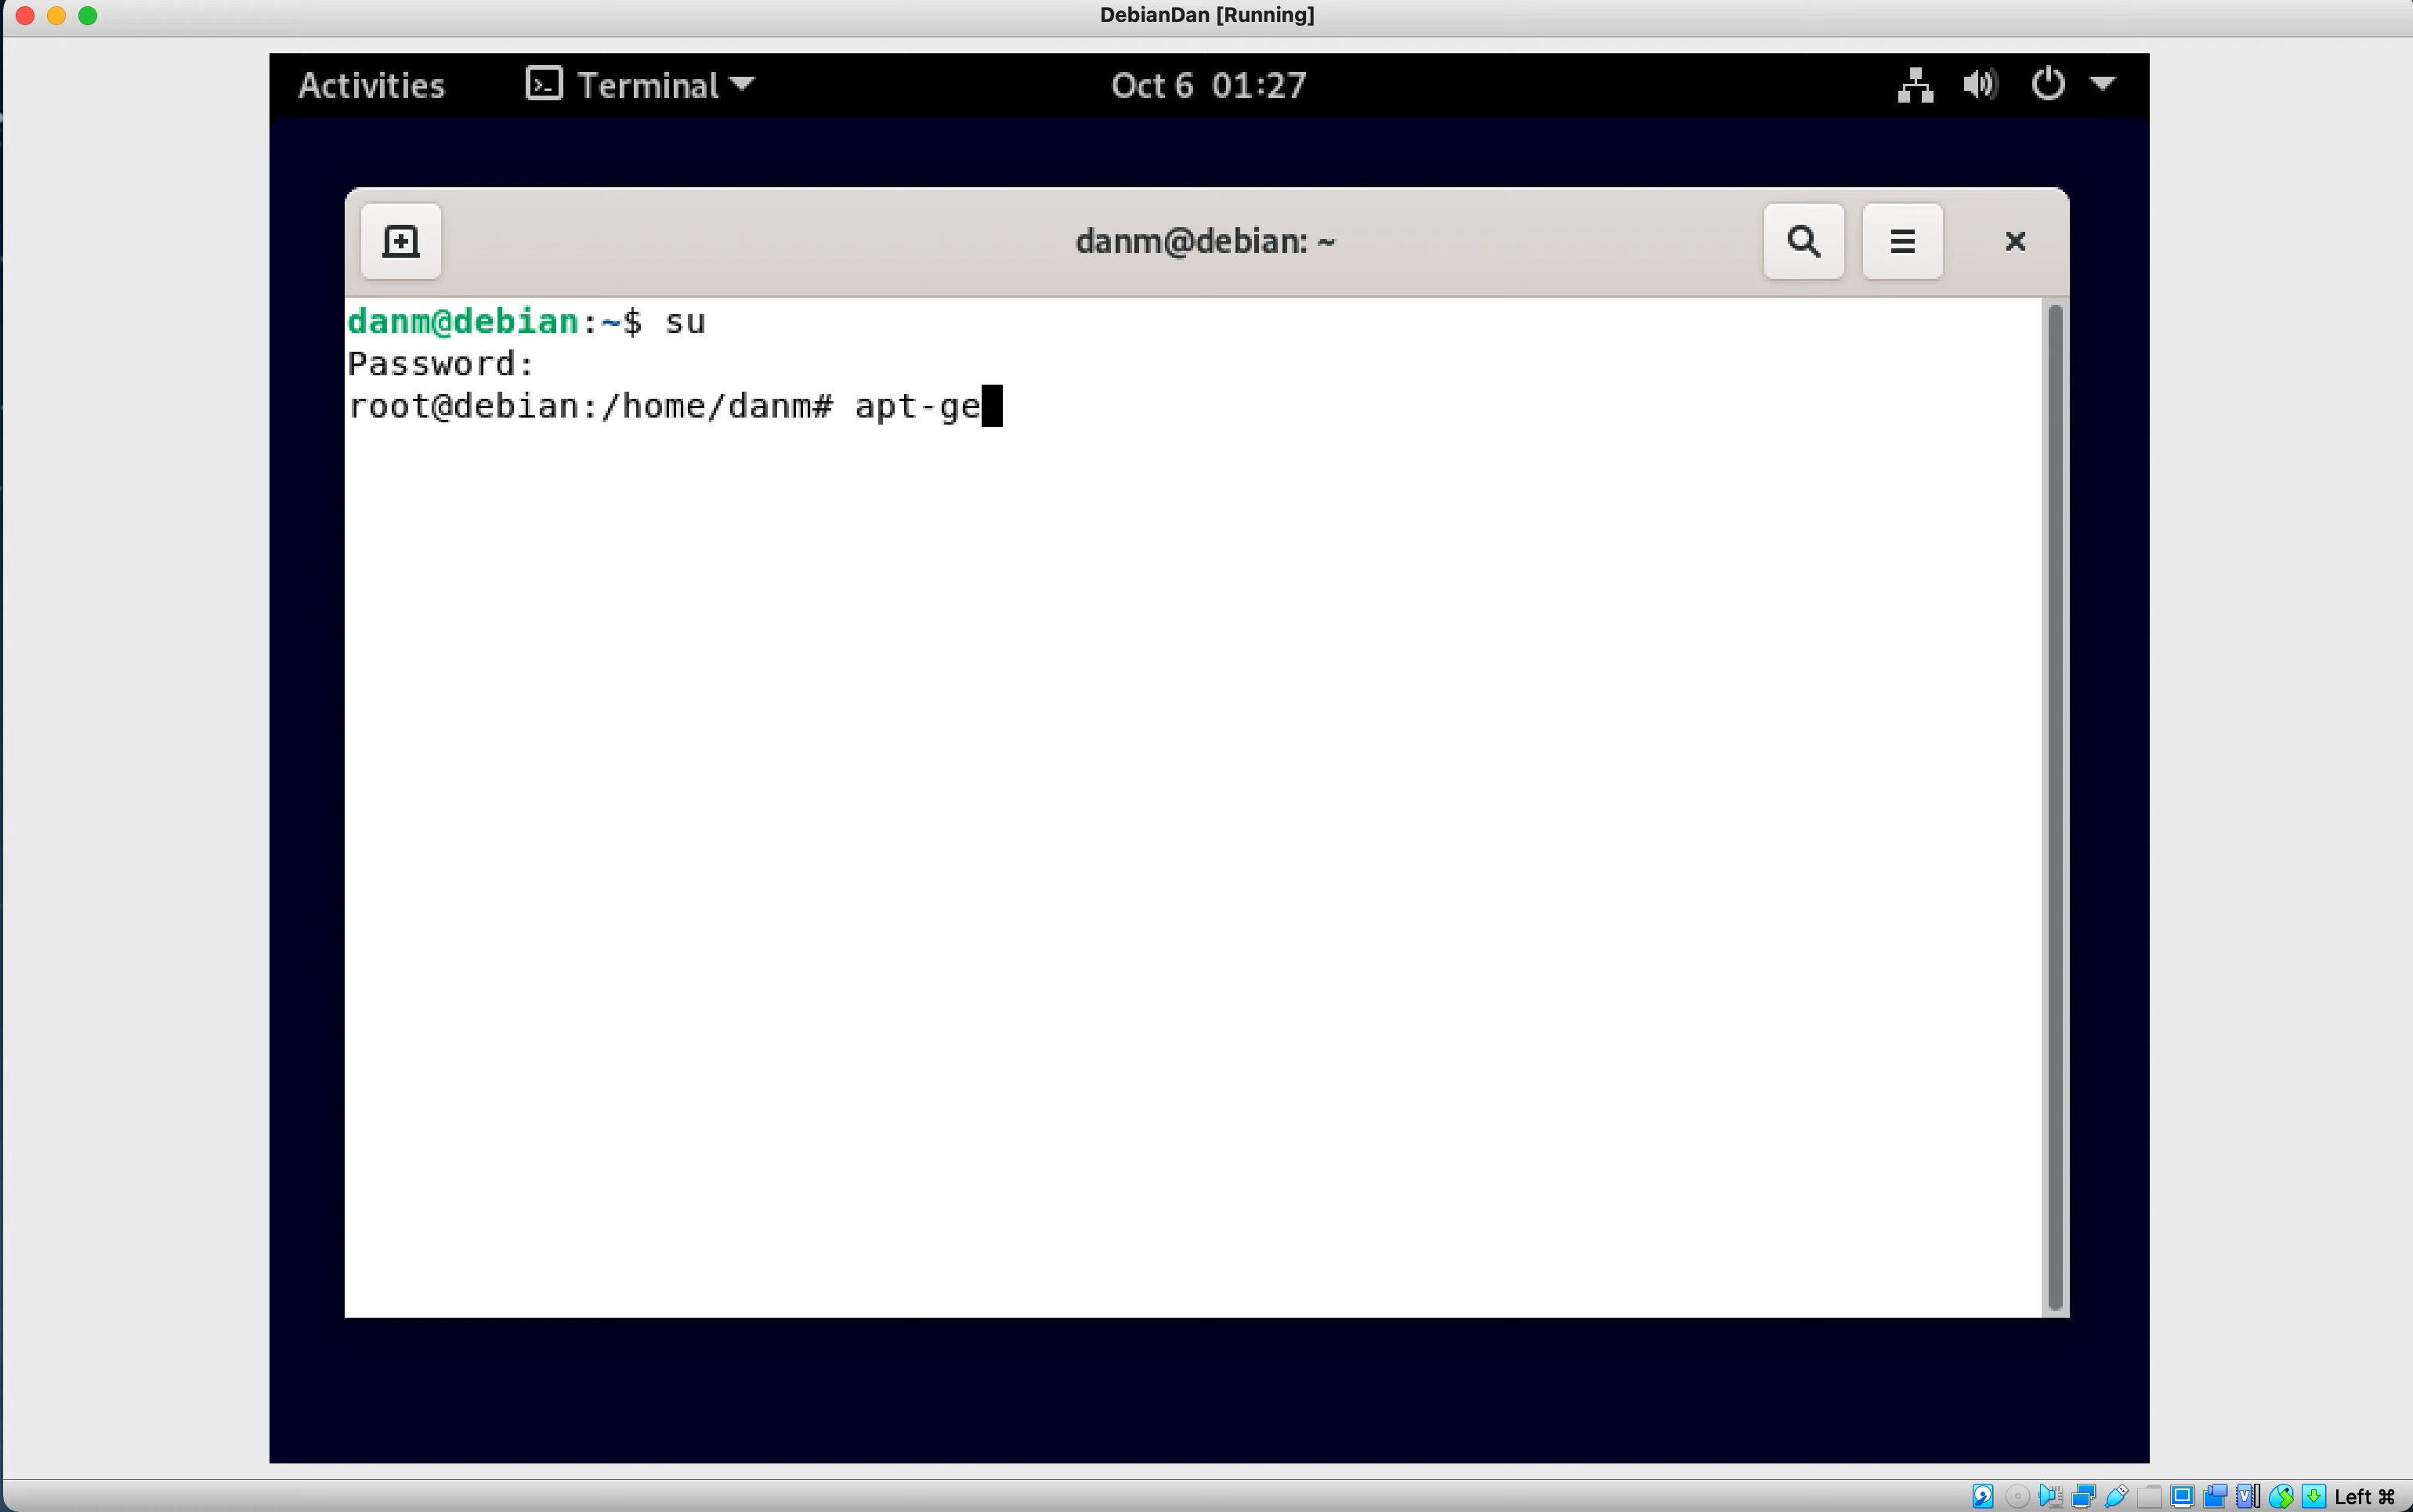 DebianDan [Running]
Activities Terminal Oct 6 01:27
danm@debian: ~
danm@debian:~$ su
Password:
root@debian:/home/danm# apt-ge
Left ⌘